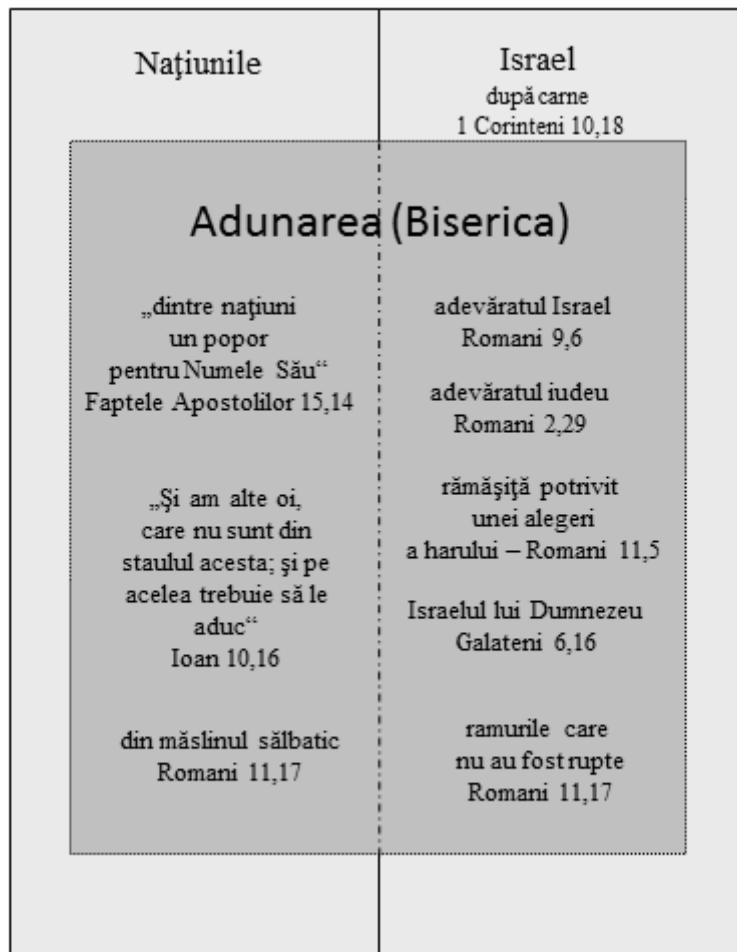 Naţiunile
Israel
după carne
1 Corinteni 10,18
Adunarea (Biserica)
„dintre naţiuni
un popor
pentru Numele Său“
Faptele Apostolilor 15,14
„Şi am alte oi,
care nu sunt din
staulul acesta; şi pe
acelea trebuie să le
aduc“
Ioan 10,16
din măslinul sălbatic
Romani 11,17
adevăratul Israel
Romani 9,6
adevăratul iudeu
Romani 2,29
rămăşiţă potrivit
unei alegeri
a harului – Romani 11,5
Israelul lui Dumnezeu
Galateni 6,16
ramurile care
nu au fost rupte
Romani 11,17